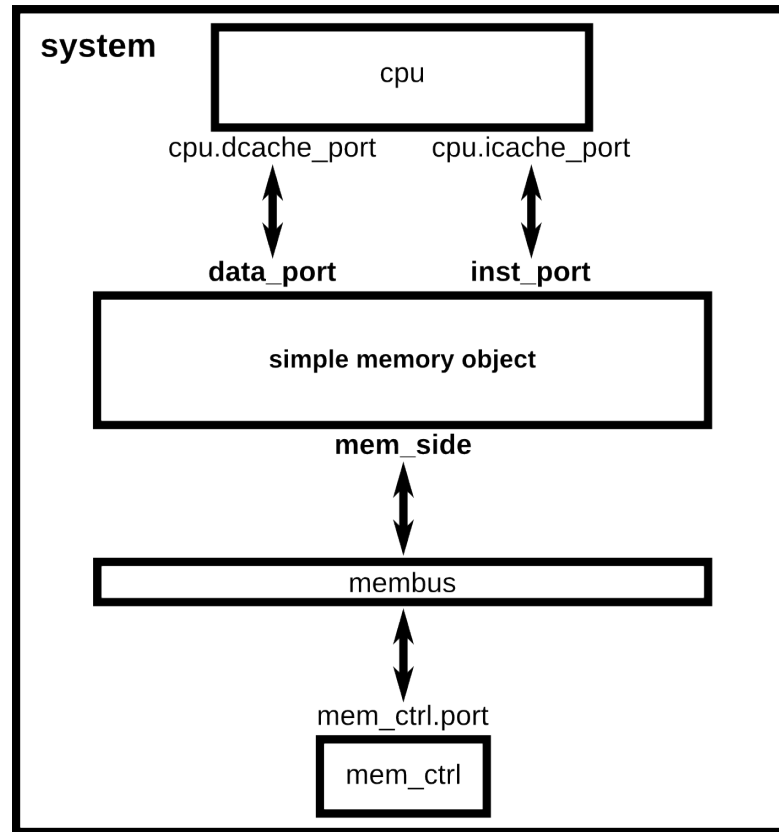 system
cpu
cpu.dcache_port cpu.icache_port
data_port inst_port
simple memory object
mem_side
membus
mem_ctrl.port
mem_ctrl